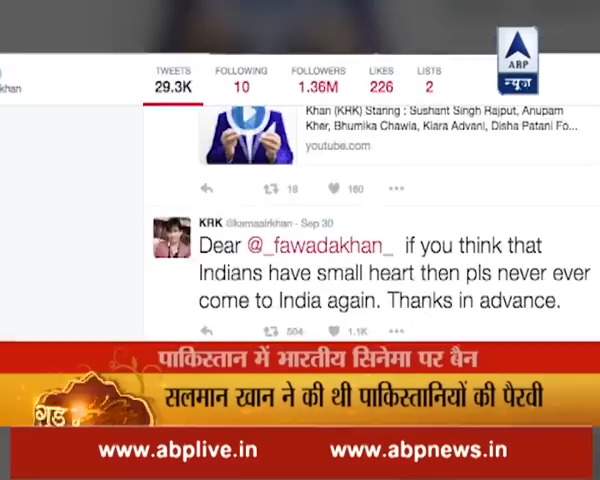 TWEETS FOLLOWING FOLLOWERS LIKES LISTS
29.3K 10 1.36M 226 2
khan
ABP
न्यूज़
Khan (KRK) Staring : Sushant Singh Rajput, Anupam
Kher, Bhumika Chawla, Kiara Advani, Disha Patani Fo...
youtube.com
18 160
KRK @kamaalrkhan - Sep 30
Dear @_fawadakhan_ if you think that
Indians have small heart then pls never ever
come to India again. Thanks in advance.
504 1.1K
पाकिस्तान में भारतीय सिनेमा पर बैन
सलमान खान ने की थी पाकिस्तानियों की पैरवी
गुड
www.abplive.in www.abpnews.in